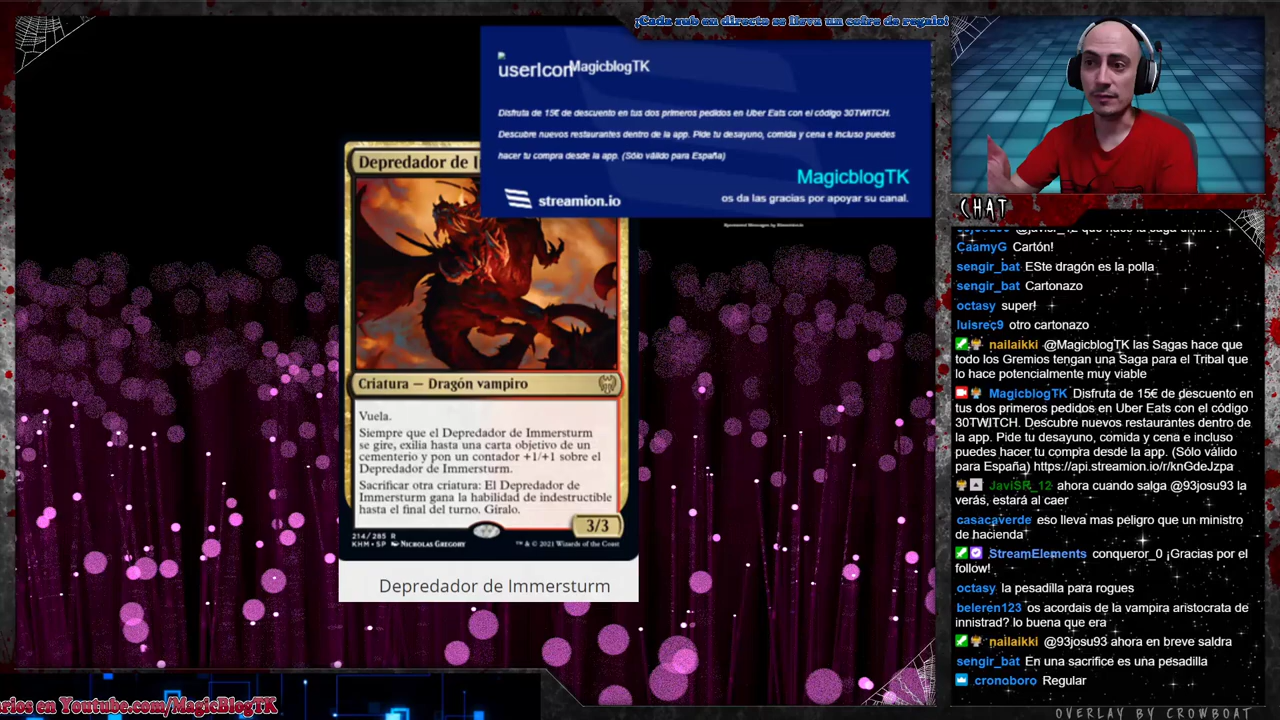 ¡Cada sub en directo se lleva un cofre de regalo!
userIcon MagicblogTK
Disfruta de 15€ de descuento en tus dos primeros pedidos en Uber Eats con el código 30TWITCH.
Descubre nuevos restaurantes dentro de la app. Pide tu desayuno, comida y cena e incluso puedes
hacer tu compra desde la app. (Sólo válido para España)
MagicblogTK
streamion.io
os da las gracias por apoyar su canal.
Sponsored Messages by Streamion.io
Depredador de
Criatura — Dragón vampiro
Vuela.
Siempre que el Depredador de Immersturm
se gire, exilia hasta una carta objetivo de un
cementerio y pon un contador +1/+1 sobre el
Depredador de Immersturm.
Sacrificar otra criatura: El Depredador de
Immersturm gana la habilidad de indestructible
hasta el final del turno. Gíralo.
3/3
214/285 R
KHM • SP NICHOLAS GREGORY
™ & © 2021 Wizards of the Coast
Depredador de Immersturm
CHAT
CaamyG Cartón!
sengir_bat ESte dragón es la polla
sengir_bat Cartonazo
octasy super!
luisrec9 otro cartonazo
nailaikki @MagicblogTK las Sagas hace que
todo los Gremios tengan una Saga para el Tribal que
lo hace potencialmente muy viable
MagicblogTK Disfruta de 15€ de descuento en
tus dos primeros pedidos en Uber Eats con el código
30TWITCH. Descubre nuevos restaurantes dentro de
la app. Pide tu desayuno, comida y cena e incluso
puedes hacer tu compra desde la app. (Sólo válido
para España) https://api.streamion.io/r/knGdeJzpa
JaviSR_12 ahora cuando salga @93josu93 la
verás, estará al caer
casacaverde eso lleva mas peligro que un ministro
de hacienda
StreamElements conqueror_0 ¡Gracias por el
follow!
octasy la pesadilla para rogues
beleren123 os acordais de la vampira aristocrata de
innistrad? lo buena que era
nailaikki @93josu93 ahora en breve saldra
sengir_bat En una sacrifice es una pesadilla
cronoboro Regular
arios en Youtube.com/MagicBlogTK
OVERLAY BY CROWBOAT